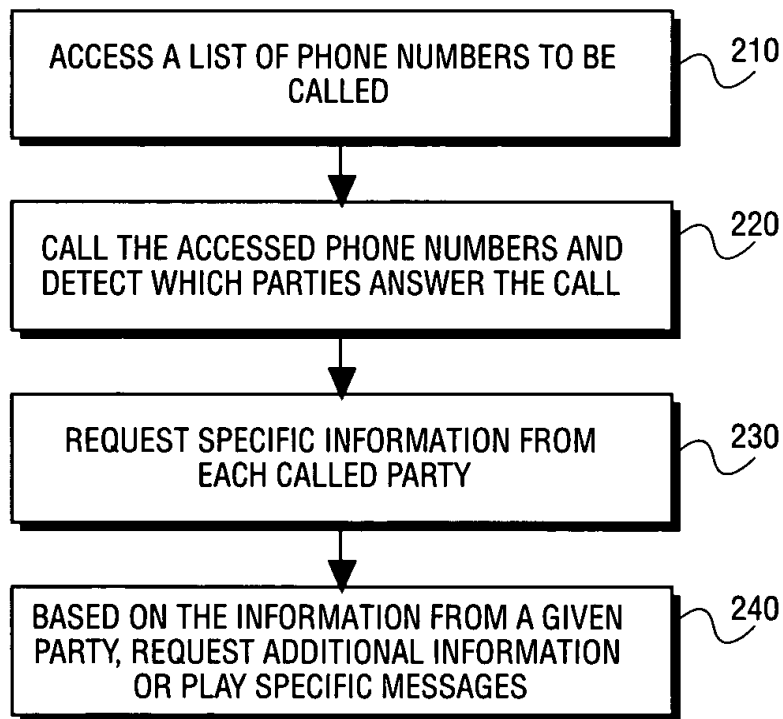 ACCESS A LIST OF PHONE NUMBERS TO BE
CALLED
210
CALL THE ACCESSED PHONE NUMBERS AND
DETECT WHICH PARTIES ANSWER THE CALL
220
REQUEST SPECIFIC INFORMATION FROM
EACH CALLED PARTY
230
BASED ON THE INFORMATION FROM A GIVEN
PARTY, REQUEST ADDITIONAL INFORMATION
OR PLAY SPECIFIC MESSAGES
240